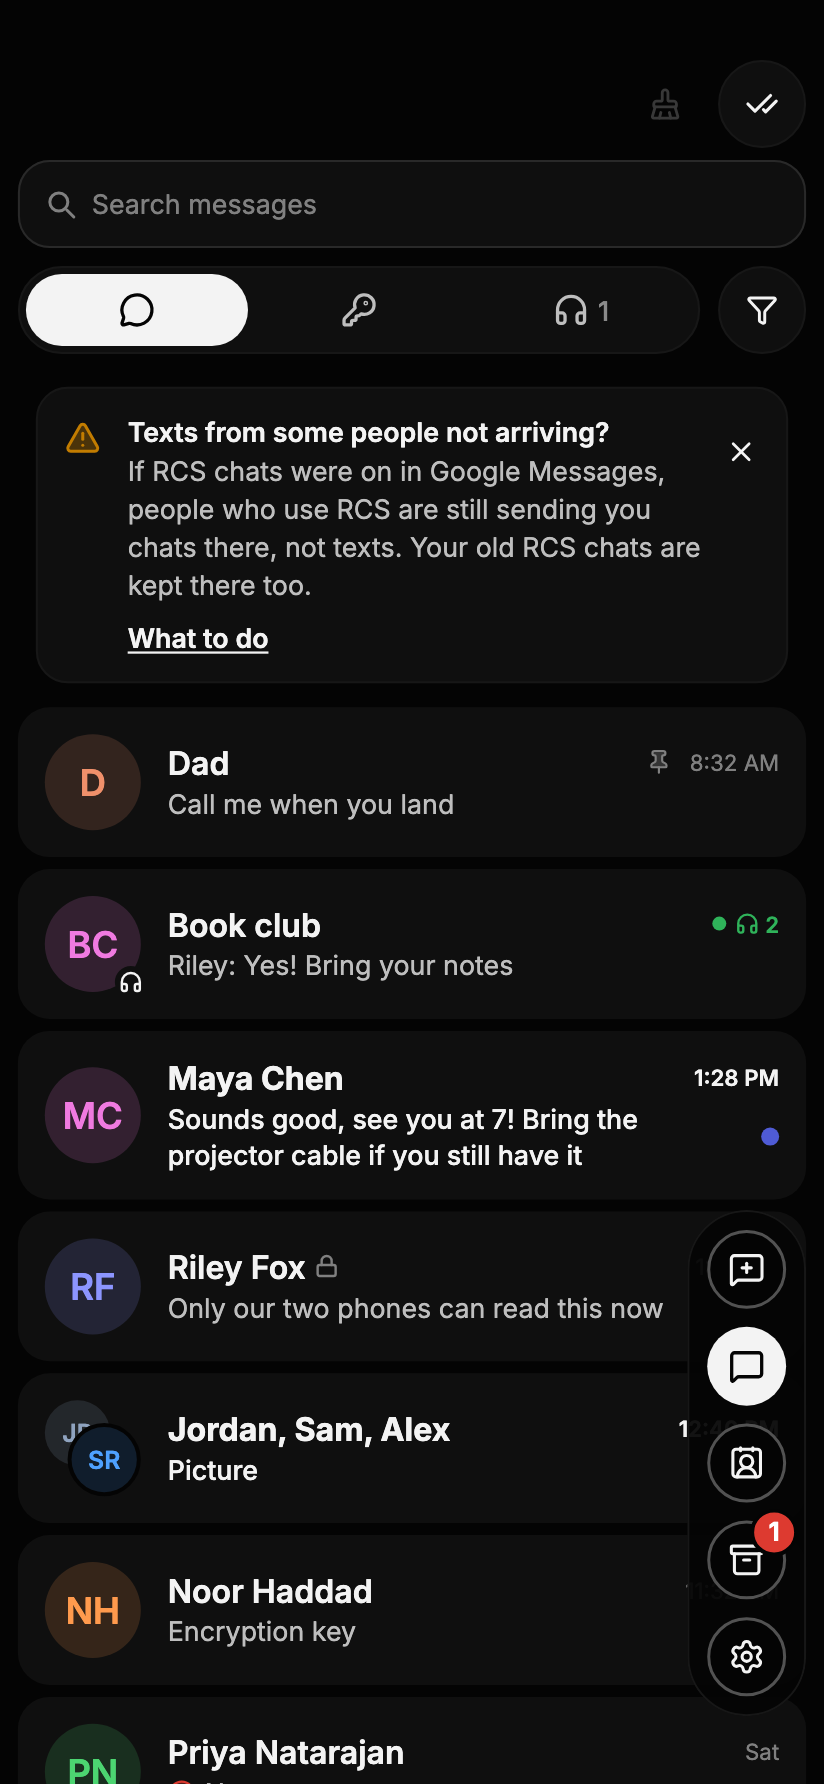 Search messages
1
Texts from some people not arriving?
If RCS chats were on in Google Messages,
people who use RCS are still sending you
chats there, not texts. Your old RCS chats are
kept there too.
What to do
D
Dad
8:32 AM
Call me when you land
BC
Book club
2
Riley: Yes! Bring your notes
MC
Maya Chen
1:28 PM
Sounds good, see you at 7! Bring the
projector cable if you still have it
RF
Riley Fox
Only our two phones can read this now
SR
Jordan, Sam, Alex
Picture
1
NH
Noor Haddad
Encryption key
PN
Priya Natarajan
Sat